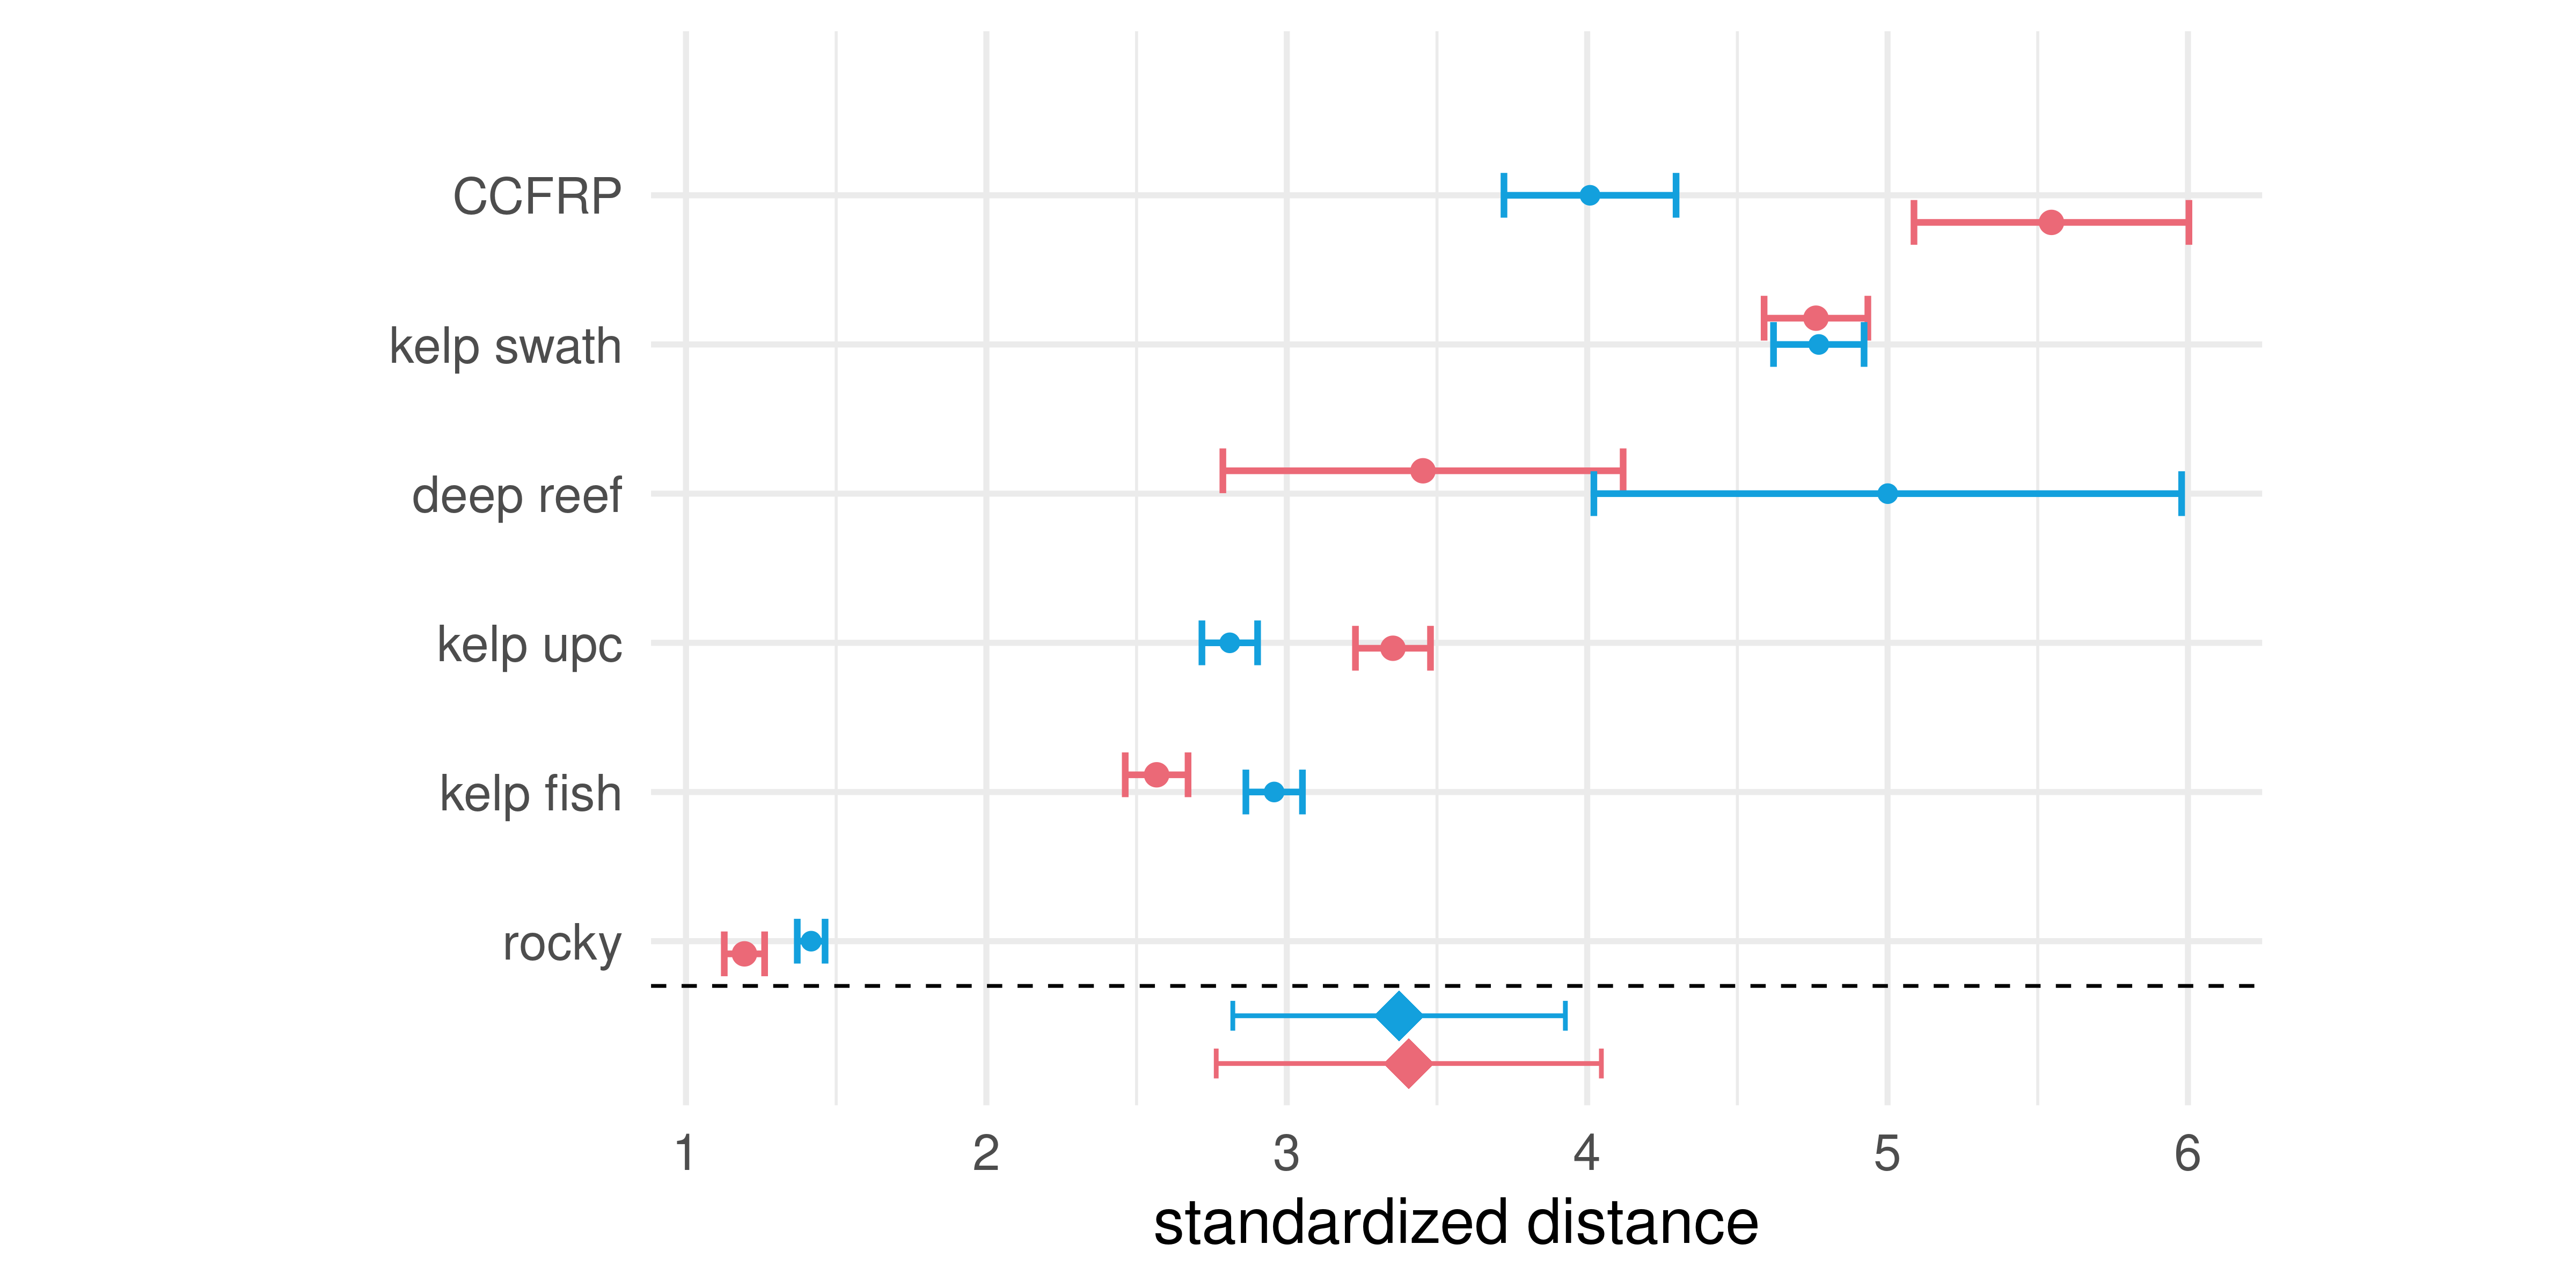 CCFRP
kelp swath
deep reef
kelp upc
kelp fish
rocky
1 2 3 4 5 6
standardized distance